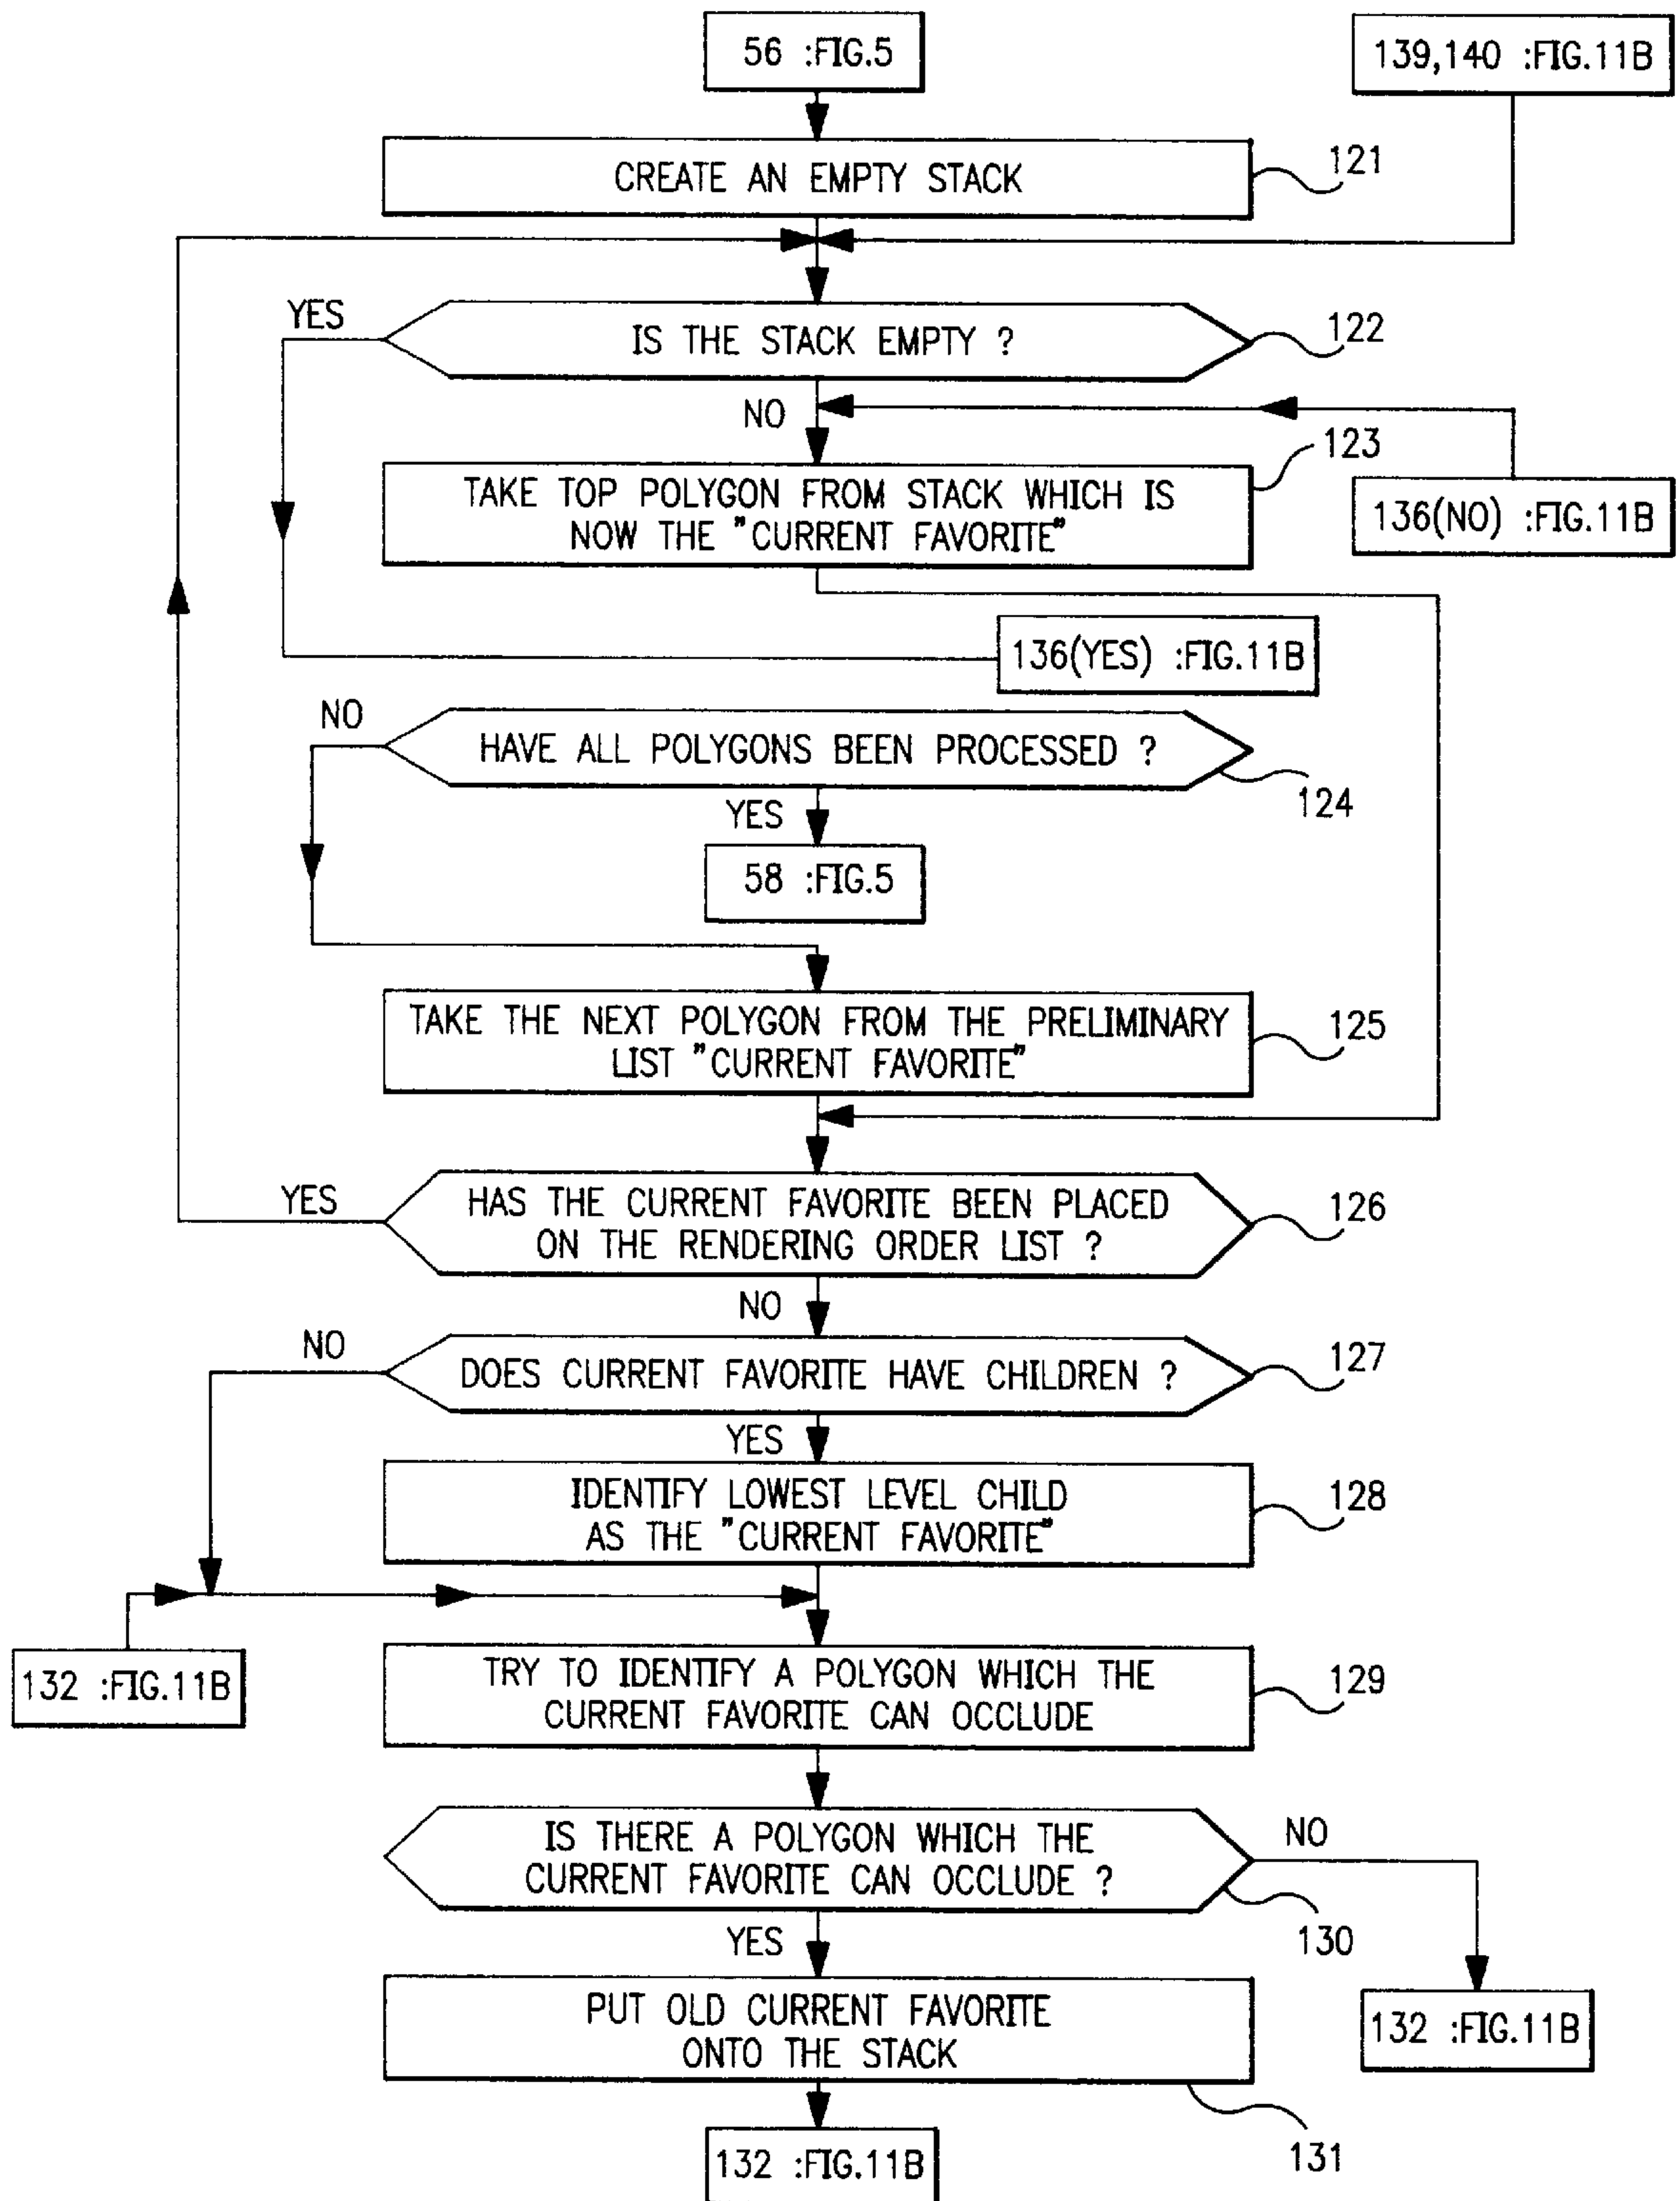 56 :FIG.5
139,140 :FIG.11B
CREATE AN EMPTY STACK
121
YES
IS THE STACK EMPTY ?
122
NO
123
TAKE TOP POLYGON FROM STACK WHICH IS
NOW THE "CURRENT FAVORITE"
136(NO) :FIG.11B
136(YES) :FIG.11B
NO
HAVE ALL POLYGONS BEEN PROCESSED ?
124
YES
58 :FIG.5
TAKE THE NEXT POLYGON FROM THE PRELIMINARY
LIST "CURRENT FAVORITE"
125
YES
HAS THE CURRENT FAVORITE BEEN PLACED
ON THE RENDERING ORDER LIST ?
126
NO
NO
DOES CURRENT FAVORITE HAVE CHILDREN ?
127
YES
IDENTIFY LOWEST LEVEL CHILD
AS THE "CURRENT FAVORITE"
128
132 :FIG.11B
TRY TO IDENTIFY A POLYGON WHICH THE
CURRENT FAVORITE CAN OCCLUDE
129
IS THERE A POLYGON WHICH THE
CURRENT FAVORITE CAN OCCLUDE ?
NO
130
YES
PUT OLD CURRENT FAVORITE
ONTO THE STACK
132 :FIG.11B
131
132 :FIG.11B